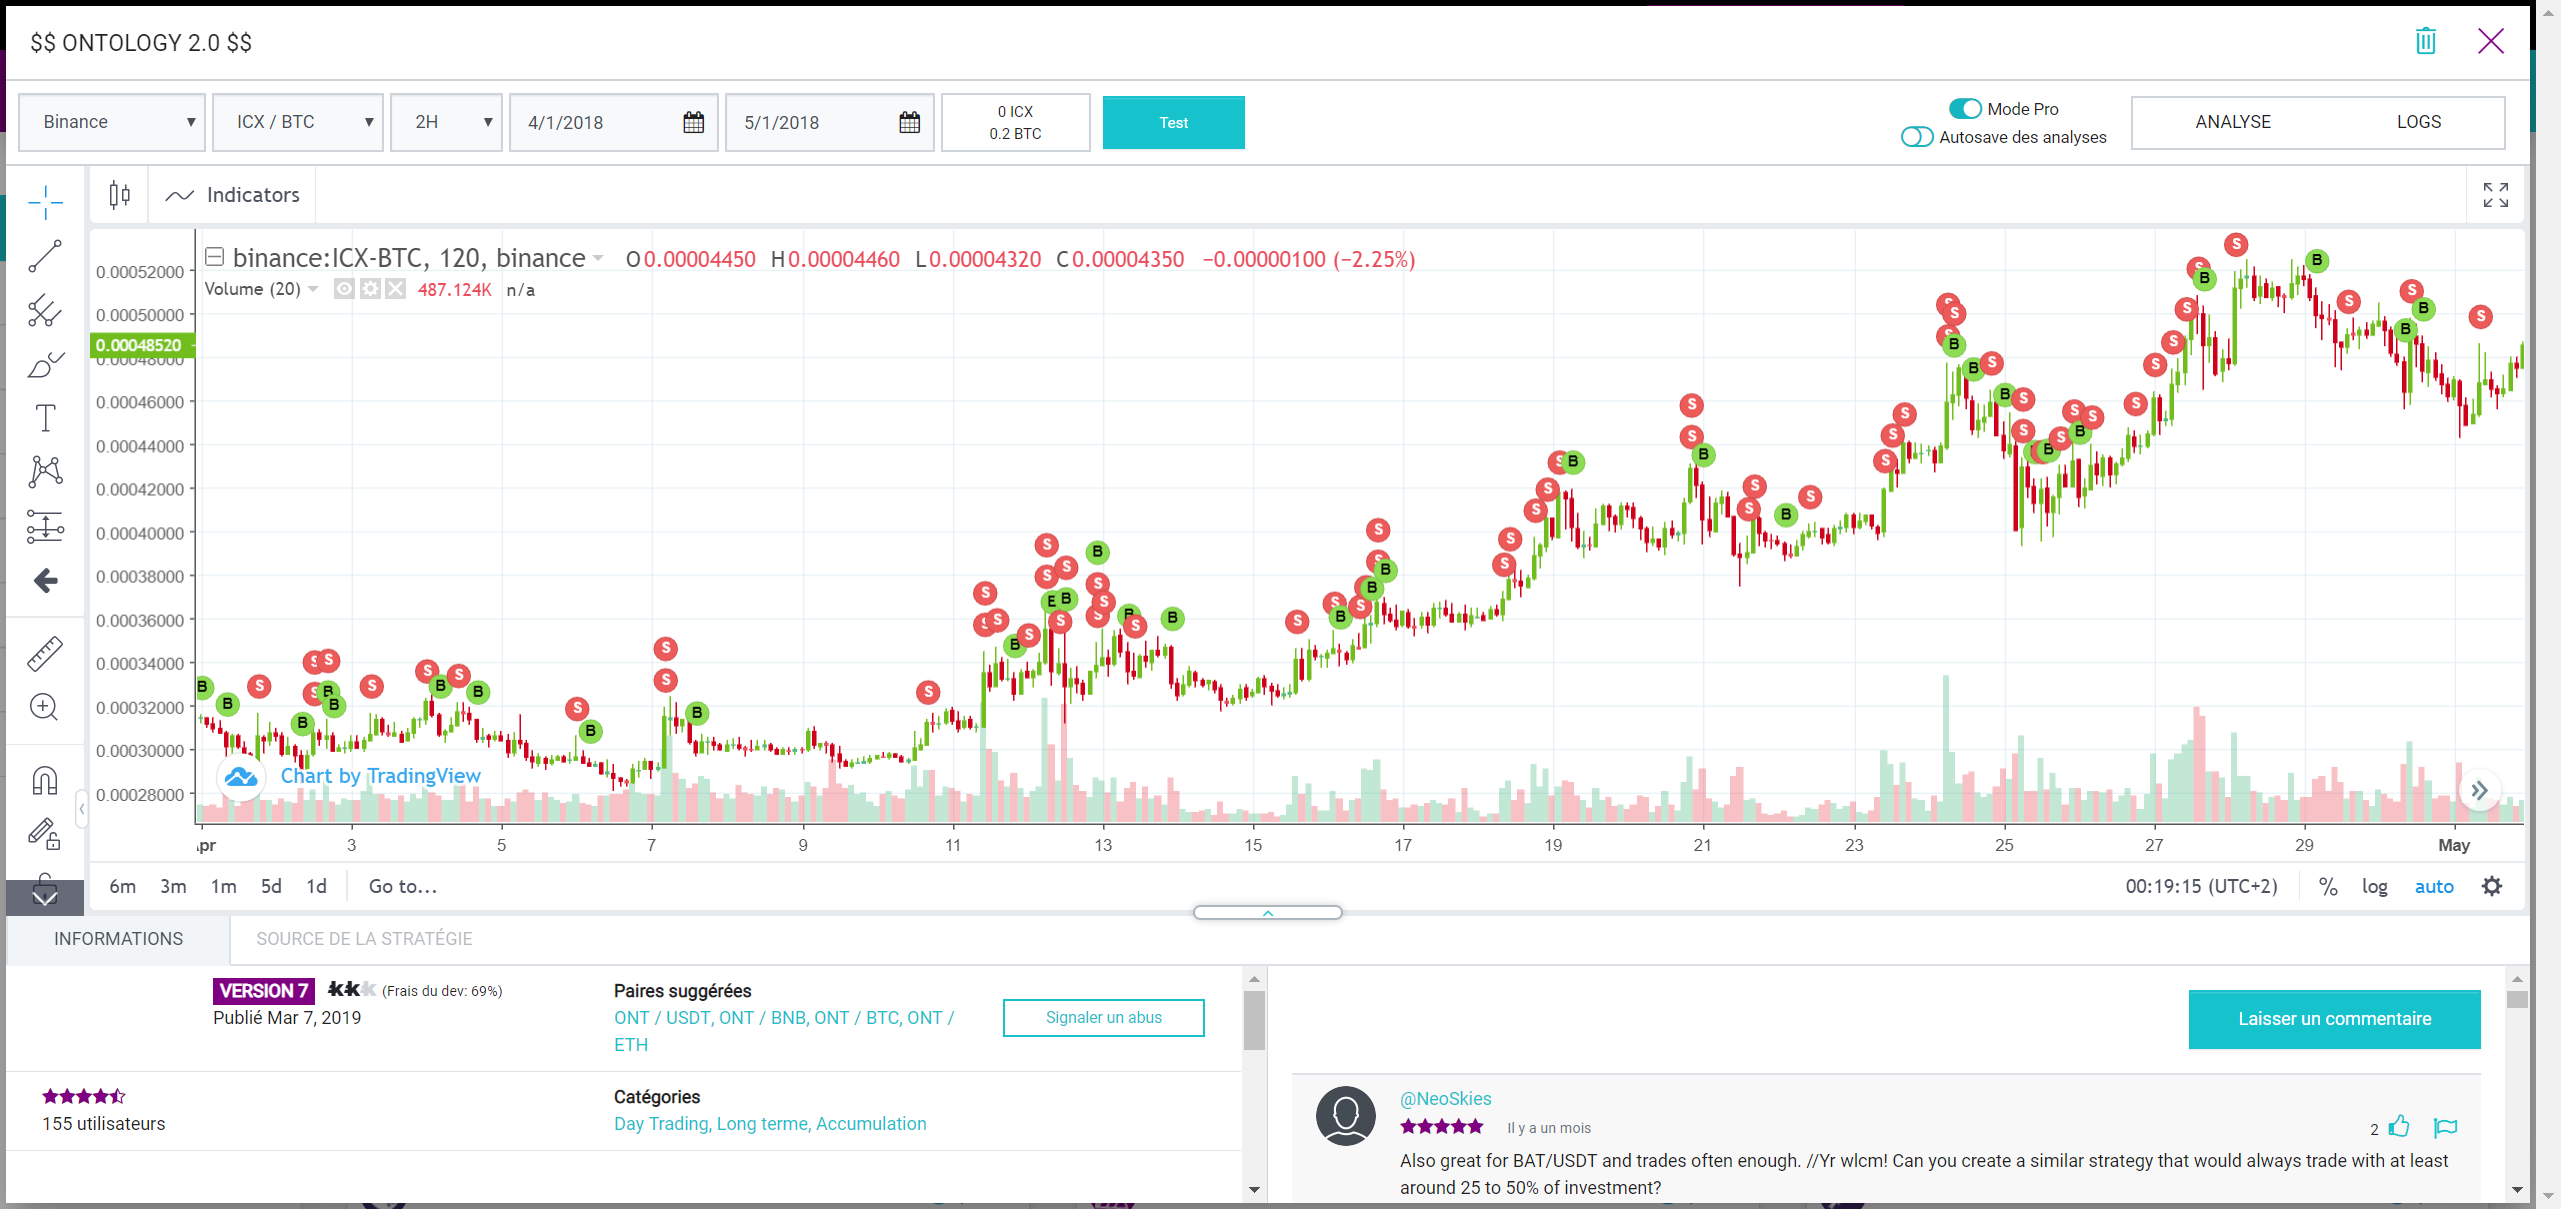 $$ ONTOLOGY 2.0 $$
Binance
ICX / BTC
2H
4/1/2018
5/1/2018
0 ICX
0.2 BTC
Test
Mode Pro
Autosave des analyses
ANALYSE
LOGS
Indicators
binance:ICX-BTC, 120, binance O0.00004450 H0.00004460 L0.00004320 C0.00004350 −0.00000100 (−2.25%)
Volume (20) 487.124K n/a
0.00052000
0.00050000
0.00048520
0.00048000
0.00046000
0.00044000
0.00042000
0.00040000
0.00038000
0.00036000
0.00034000
0.00032000
0.00030000
0.00028000
Chart by TradingView
3 5 7 9 11 13 15 17 19 21 23 25 27 29 May
6m 3m 1m 5d 1d Go to...
00:19:15 (UTC+2) % log auto
INFORMATIONS
SOURCE DE LA STRATÉGIE
VERSION 7 (Frais du dev: 69%)
Publié Mar 7, 2019
Paires suggérées
ONT / USDT, ONT / BNB, ONT / BTC, ONT /
ETH
Signaler un abus
155 utilisateurs
Catégories
Day Trading, Long terme, Accumulation
Laisser un commentaire
@NeoSkies
Il y a un mois
2
Also great for BAT/USDT and trades often enough. //Yr wlcm! Can you create a similar strategy that would always trade with at least
around 25 to 50% of investment?